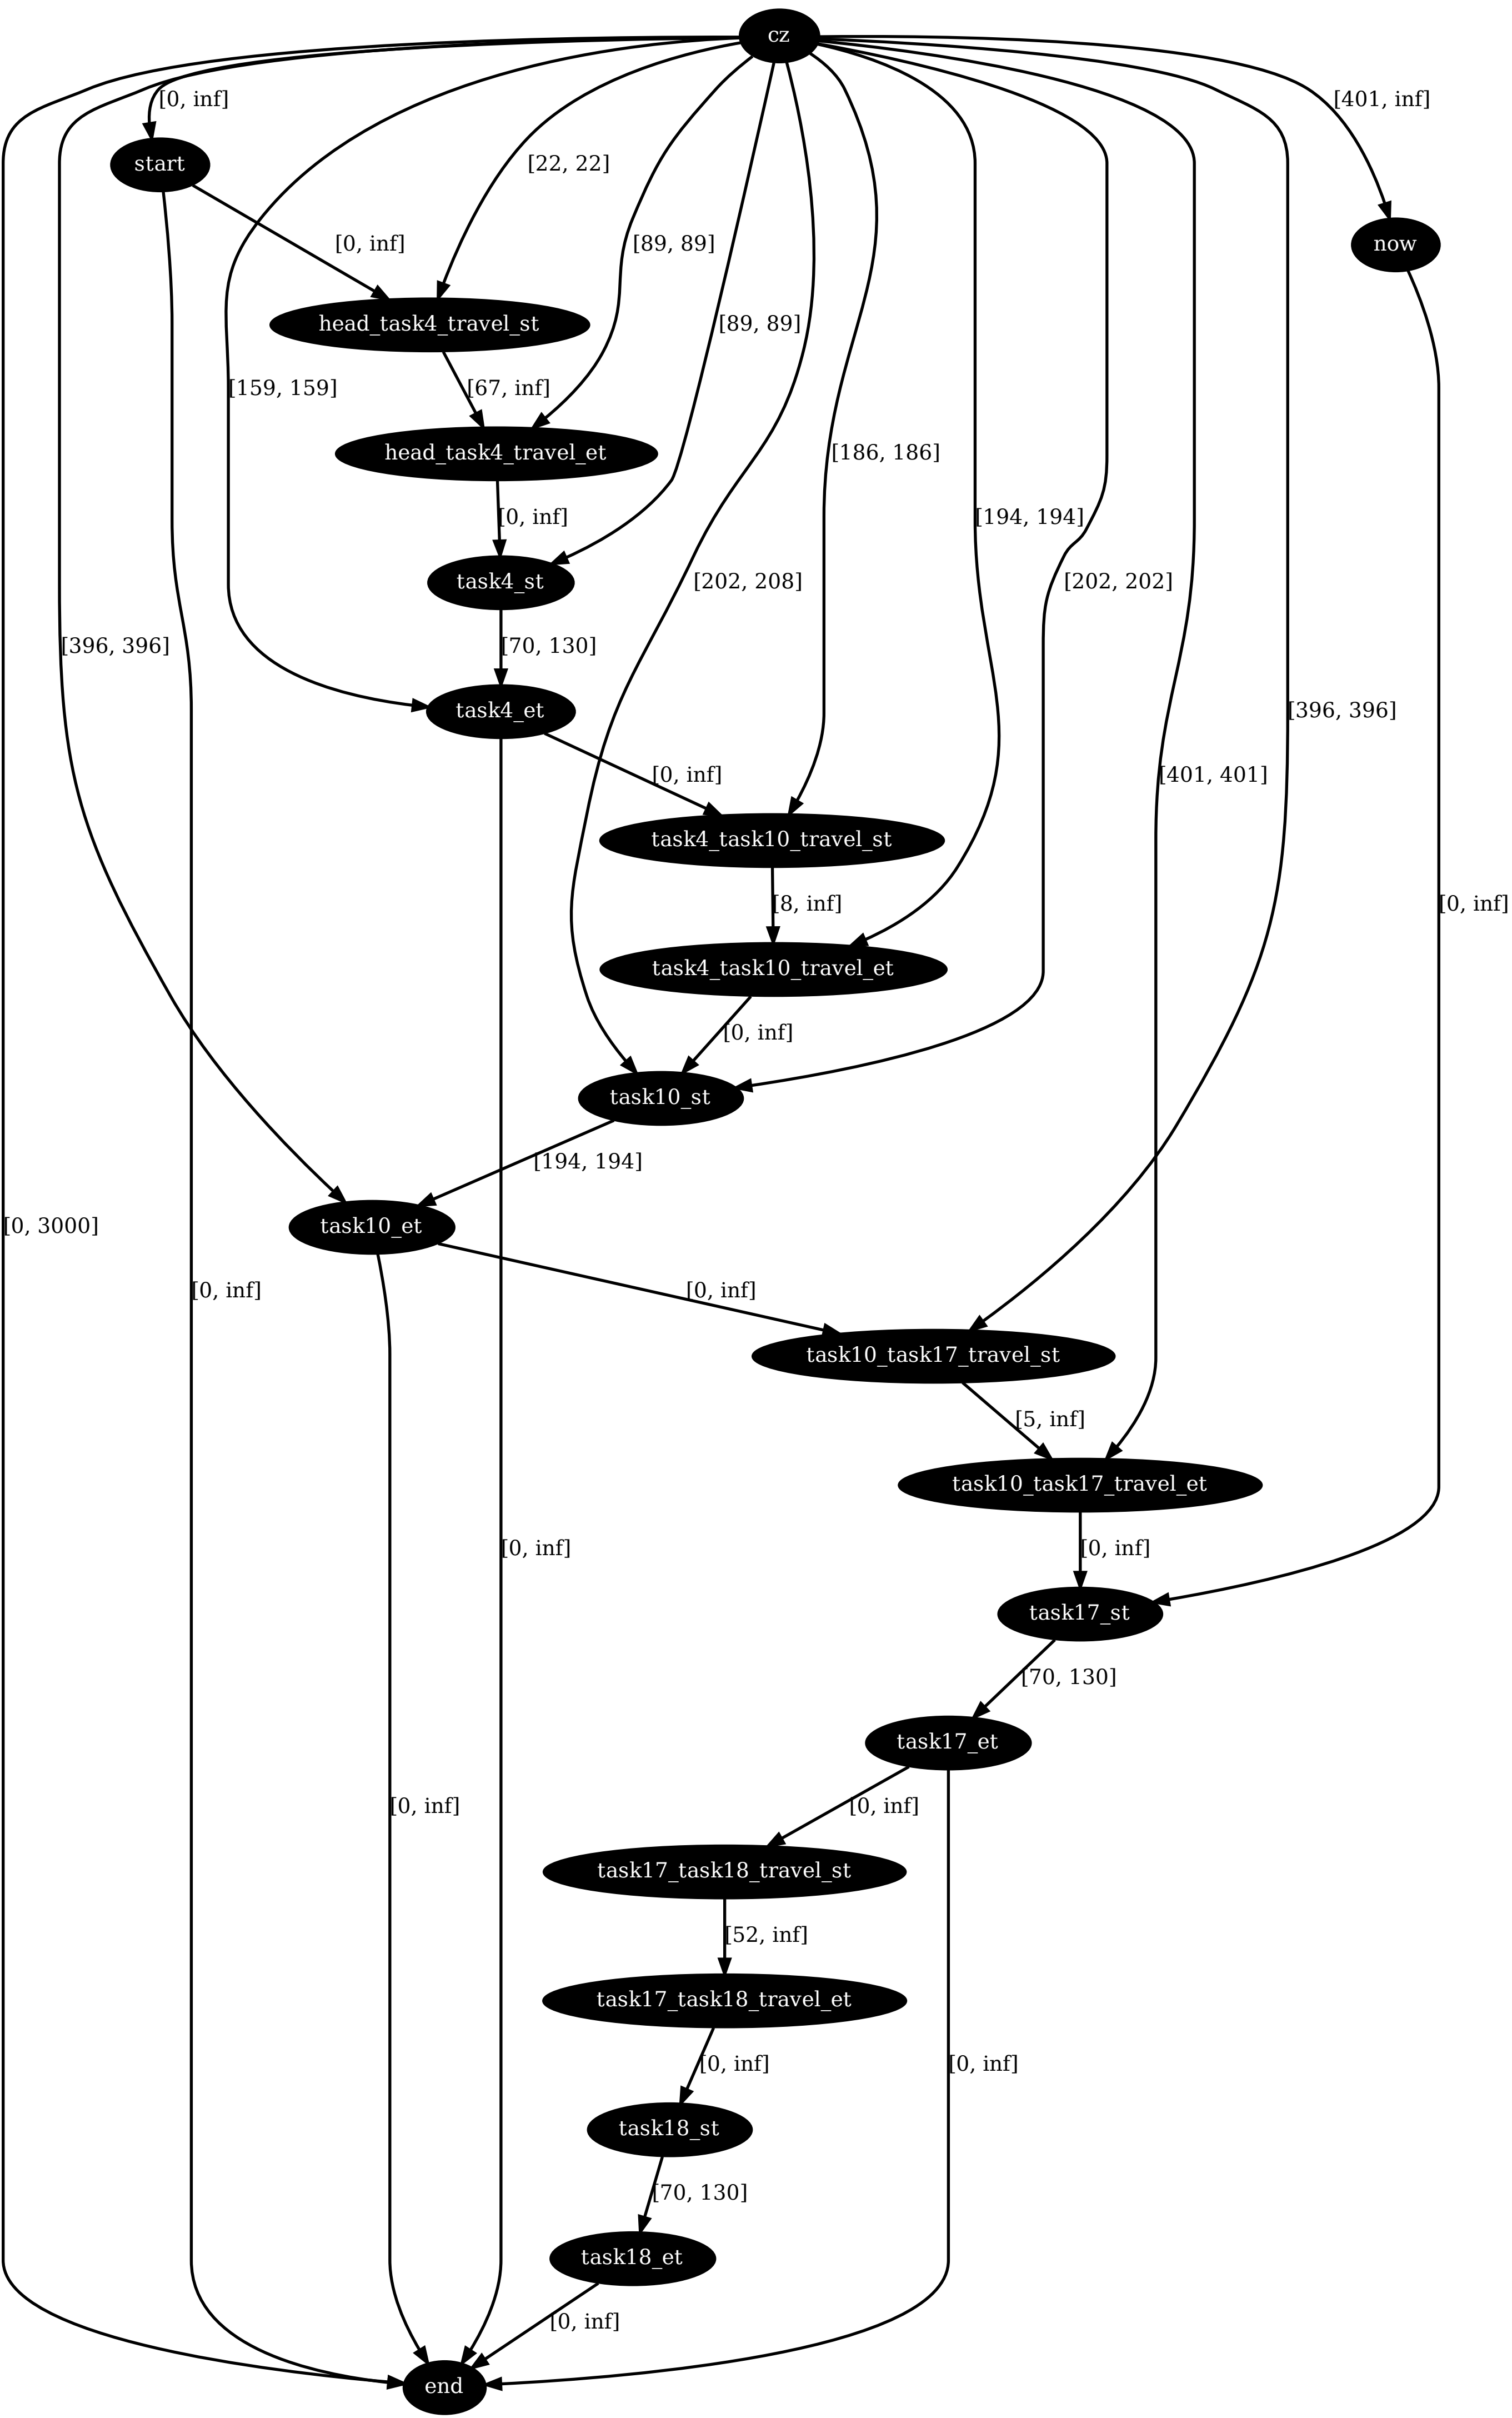 cz
[0, inf]
[401, inf]
start
[22, 22]
[0, inf]
[89, 89]
now
head_task4_travel_st
[89, 89]
[159, 159]
[67, inf]
head_task4_travel_et
[186, 186]
[0, inf]
[194, 194]
task4_st
[202, 208]
[202, 202]
[396, 396]
[70, 130]
task4_et
[396, 396]
[0, inf]
[401, 401]
task4_task10_travel_st
[8, inf]
[0, inf]
task4_task10_travel_et
[0, inf]
task10_st
[194, 194]
[0, 3000]
task10_et
[0, inf]
[0, inf]
task10_task17_travel_st
[5, inf]
task10_task17_travel_et
[0, inf]
[0, inf]
task17_st
[70, 130]
task17_et
[0, inf]
[0, inf]
task17_task18_travel_st
[52, inf]
task17_task18_travel_et
[0, inf]
[0, inf]
task18_st
[70, 130]
task18_et
[0, inf]
end